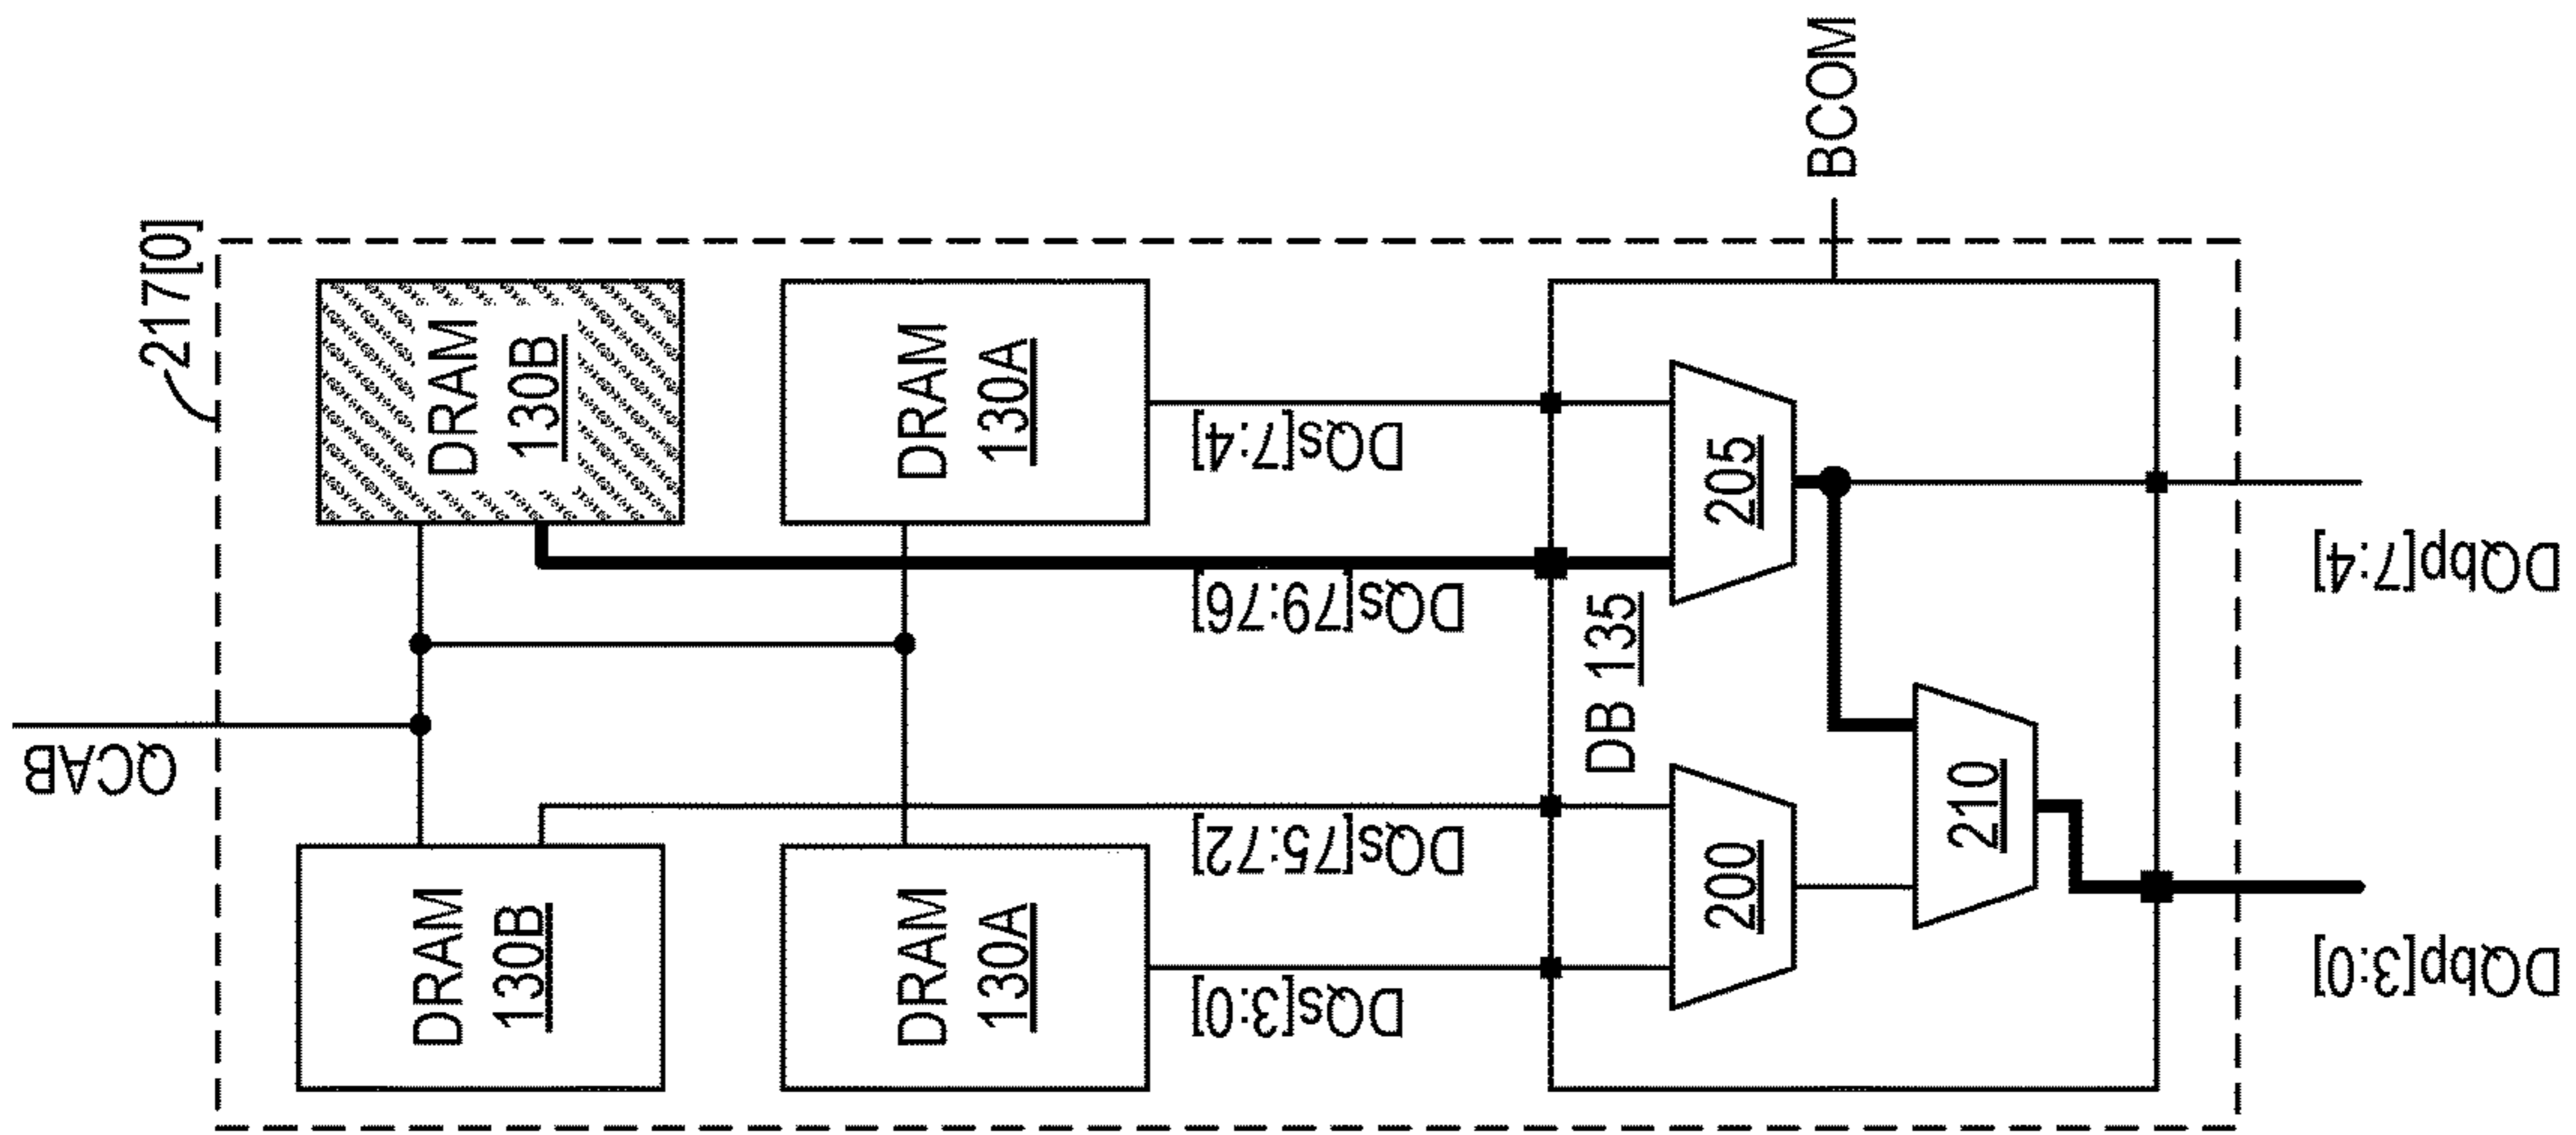 217[0]
QCAB
DRAM
130B
DRAM
130B
DRAM
130A
DRAM
130A
DQs[7:4]
DQs[79:76]
DQs[75:72]
DQs[3:0]
BCOM
DB 135
205
200
210
DQbp[7:4]
DQbp[3:0]